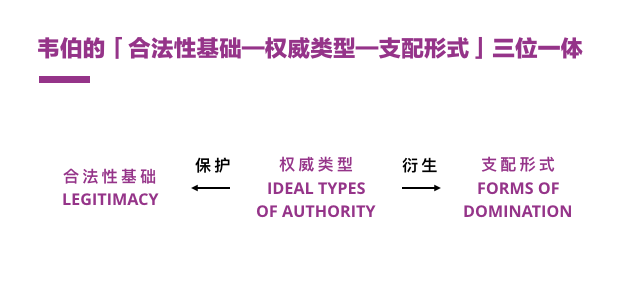 韦伯的「合法性基础—权威类型—支配形式」三位一体
合法性基础
LEGITIMACY
保护
权威类型
IDEAL TYPES
OF AUTHORITY
衍生
支配形式
FORMS OF
DOMINATION